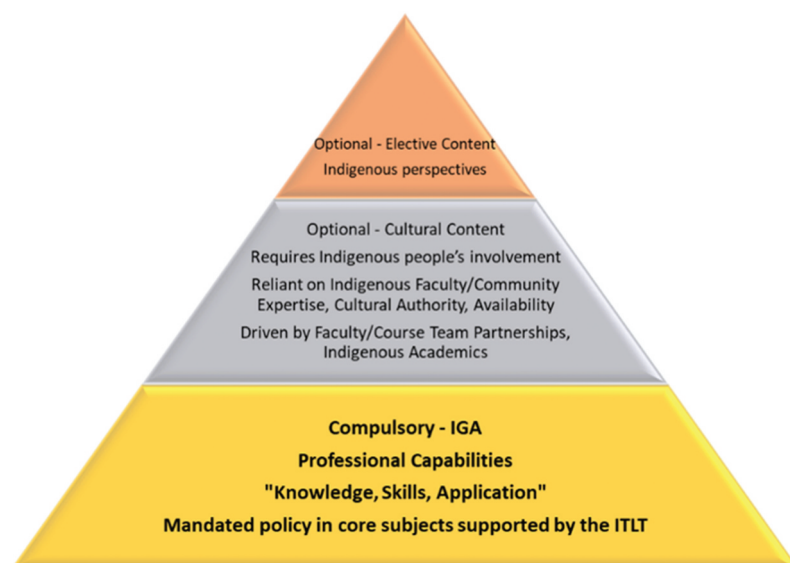 Optional - Elective Content
Indigenous perspectives
Optional - Cultural Content
Requires Indigenous people's involvement
Reliant on Indigenous Faculty/Community
Expertise, Cultural Authority, Availability
Driven by Faculty/Course Team Partnerships,
Indigenous Academics
Compulsory - IGA
Professional Capabilities
"Knowledge, Skills, Application"
Mandated policy in core subjects supported by the ITLT